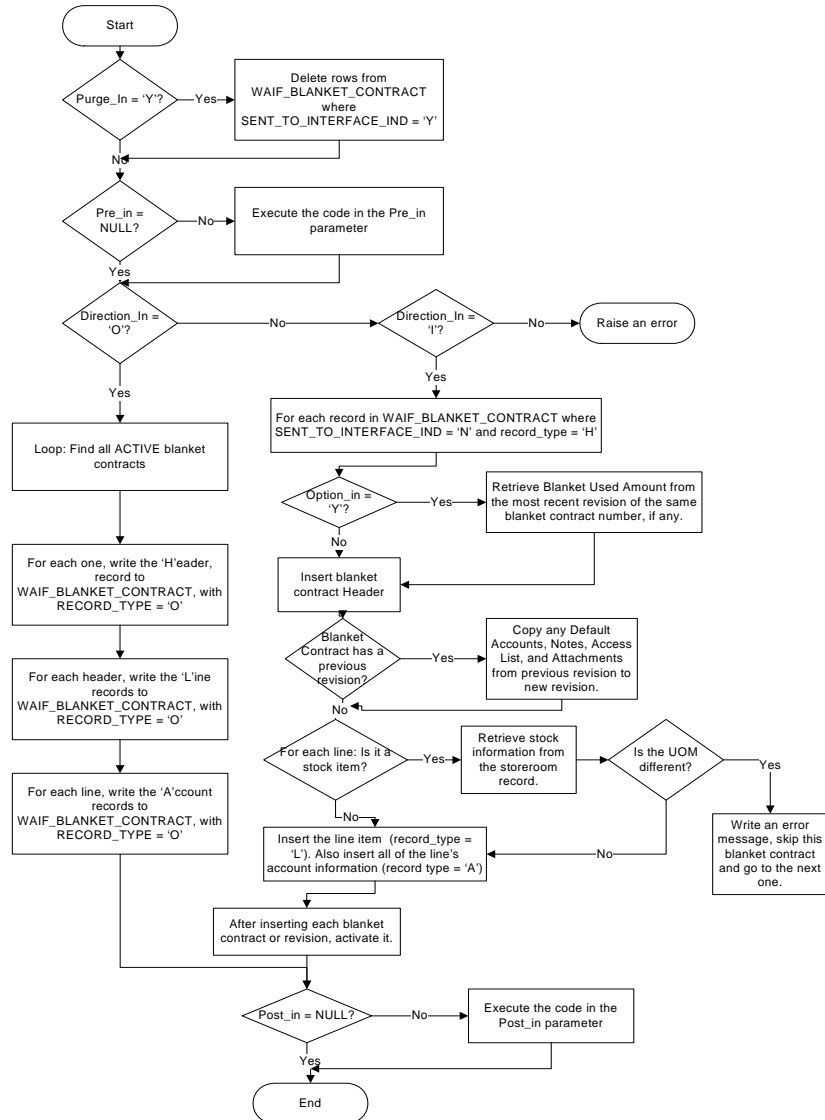 Start
Purge_In = ‘Y’?
Yes
Delete rows from
WAIF_BLANKET_CONTRACT
where
SENT_TO_INTERFACE_IND = ‘Y’
No
Pre_in =
NULL?
No
Execute the code in the Pre_in
parameter
Yes
Direction_In =
‘O’?
No
Direction_In =
‘I’?
No
Raise an error
Yes
Yes
Loop: Find all ACTIVE blanket
contracts
For each record in WAIF_BLANKET_CONTRACT where
SENT_TO_INTERFACE_IND = ‘N’ and record_type = ‘H’
Option_in =
‘Y’?
Yes
Retrieve Blanket Used Amount from
the most recent revision of the same
blanket contract number, if any.
No
For each one, write the ‘H’eader,
record to
WAIF_BLANKET_CONTRACT, with
RECORD_TYPE = ‘O’
Insert blanket
contract Header
Blanket
Contract has a
previous
revision?
Yes
Copy any Default
Accounts, Notes, Access
List, and Attachments
from previous revision to
new revision.
No
For each header, write the ‘L’ine
records to
WAIF_BLANKET_CONTRACT, with
RECORD_TYPE = ‘O’
For each line: Is it a
stock item?
Yes
Retrieve stock
information from
the storeroom
record.
Is the UOM
different?
Yes
No
For each line, write the ‘A’ccount
records to
WAIF_BLANKET_CONTRACT, with
RECORD_TYPE = ‘O’
Insert the line item (record_type =
‘L’). Also insert all of the line’s
account information (record type = ‘A’)
No
Write an error
message, skip this
blanket contract
and go to the next
one.
After inserting each blanket
contract or revision, activate it.
Post_in = NULL?
No
Execute the code in the
Post_in parameter
Yes
End